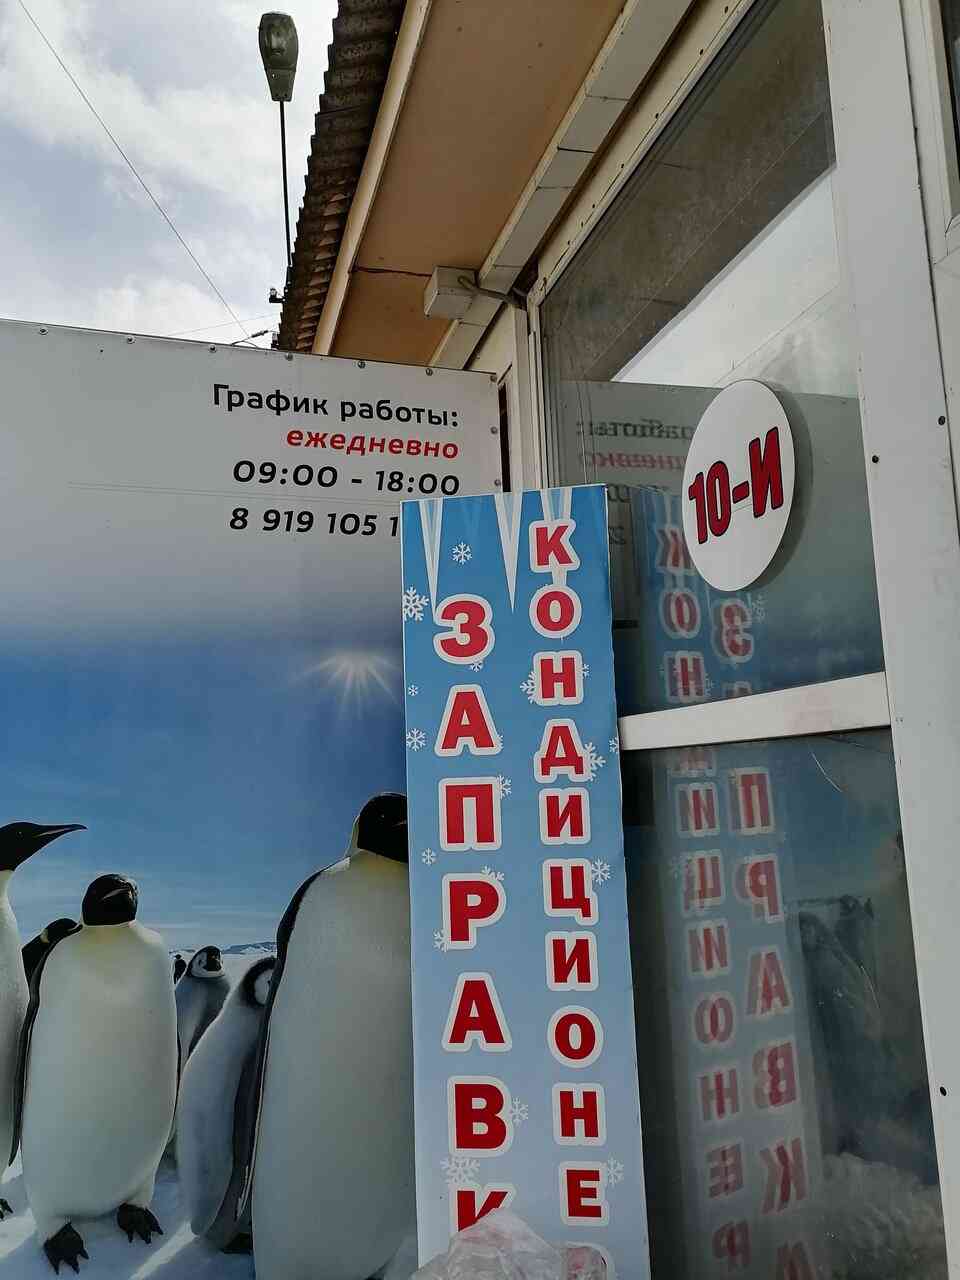 График работы:
ежедневно
09:00 - 18:00
8 919 105 1
10-И
ЗАПРАВК
КОНДИЦИОНЕ